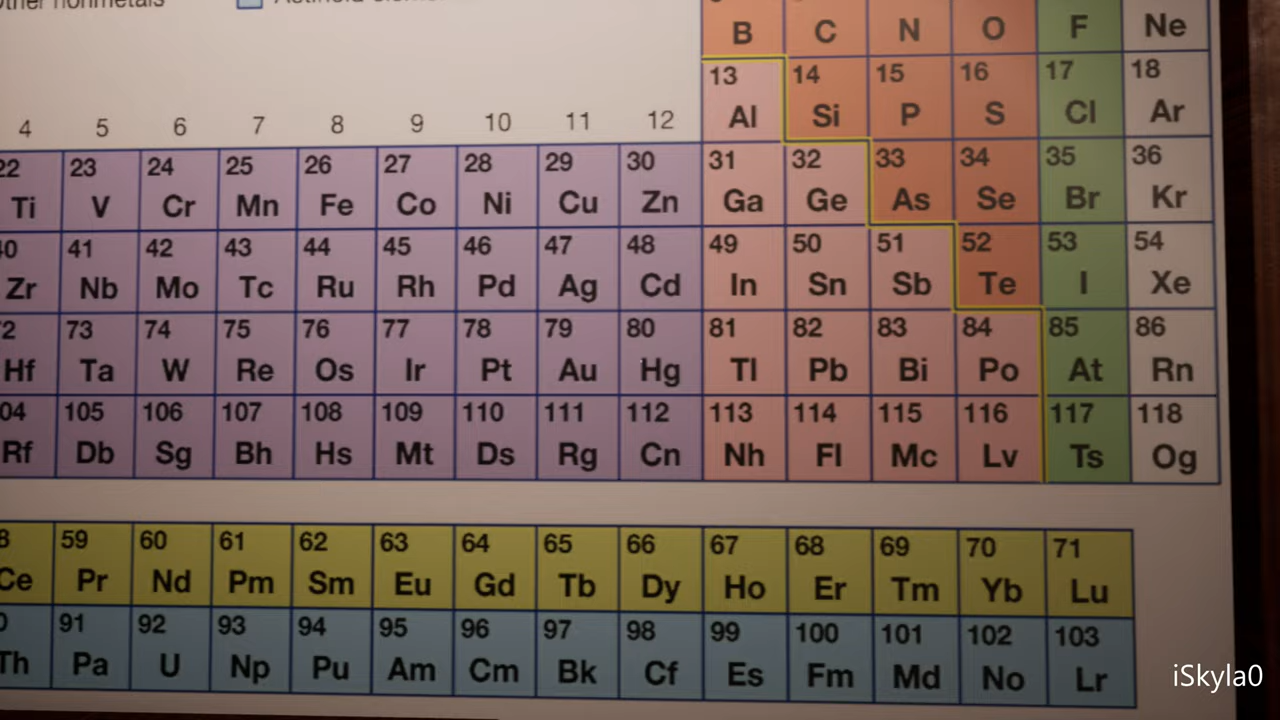 Other nonmetals
B C N O F Ne
13 14 15 16 17 18
Al Si P S Cl Ar
4 5 6 7 8 9 10 11 12
22 23 24 25 26 27 28 29 30 31 32 33 34 35 36
Ti V Cr Mn Fe Co Ni Cu Zn Ga Ge As Se Br Kr
40 41 42 43 44 45 46 47 48 49 50 51 52 53 54
Zr Nb Mo Tc Ru Rh Pd Ag Cd In Sn Sb Te I Xe
72 73 74 75 76 77 78 79 80 81 82 83 84 85 86
Hf Ta W Re Os Ir Pt Au Hg Tl Pb Bi Po At Rn
04 105 106 107 108 109 110 111 112 113 114 115 116 117 118
Rf Db Sg Bh Hs Mt Ds Rg Cn Nh Fl Mc Lv Ts Og
8 59 60 61 62 63 64 65 66 67 68 69 70 71
Ce Pr Nd Pm Sm Eu Gd Tb Dy Ho Er Tm Yb Lu
0 91 92 93 94 95 96 97 98 99 100 101 102 103
Th Pa U Np Pu Am Cm Bk Cf Es Fm Md No Lr
iSkyla0